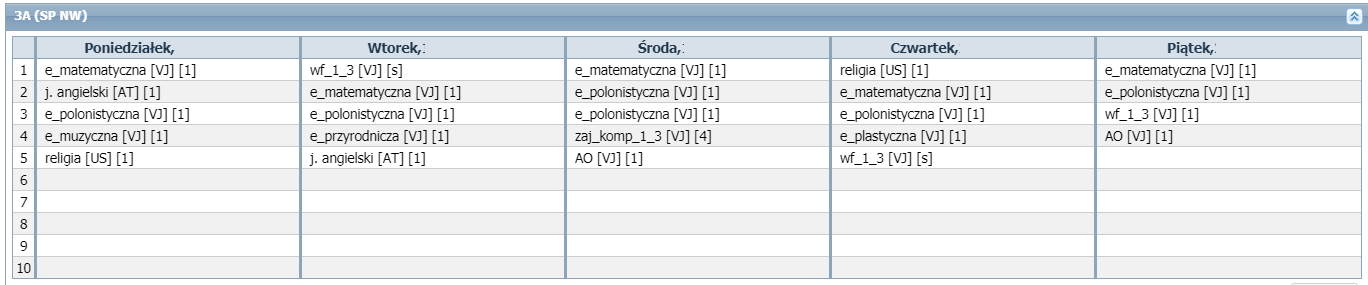 3A (SP NW)
Poniedziałek, Wtorek, Środa, Czwartek, Piątek,
1 e_matematyczna [VJ] [1] wf_1_3 [VJ] [s] e_matematyczna [VJ] [1] religia [US] [1] e_matematyczna [VJ] [1]
2 j. angielski [AT] [1] e_matematyczna [VJ] [1] e_polonistyczna [VJ] [1] e_matematyczna [VJ] [1] e_polonistyczna [VJ] [1]
3 e_polonistyczna [VJ] [1] e_polonistyczna [VJ] [1] e_polonistyczna [VJ] [1] e_polonistyczna [VJ] [1] wf_1_3 [VJ] [1]
4 e_muzyczna [VJ] [1] e_przyrodnicza [VJ] [1] zaj_komp_1_3 [VJ] [4] e_plastyczna [VJ] [1] AO [VJ] [1]
5 religia [US] [1] j. angielski [AT] [1] AO [VJ] [1] wf_1_3 [VJ] [s]
6
7
8
9
10